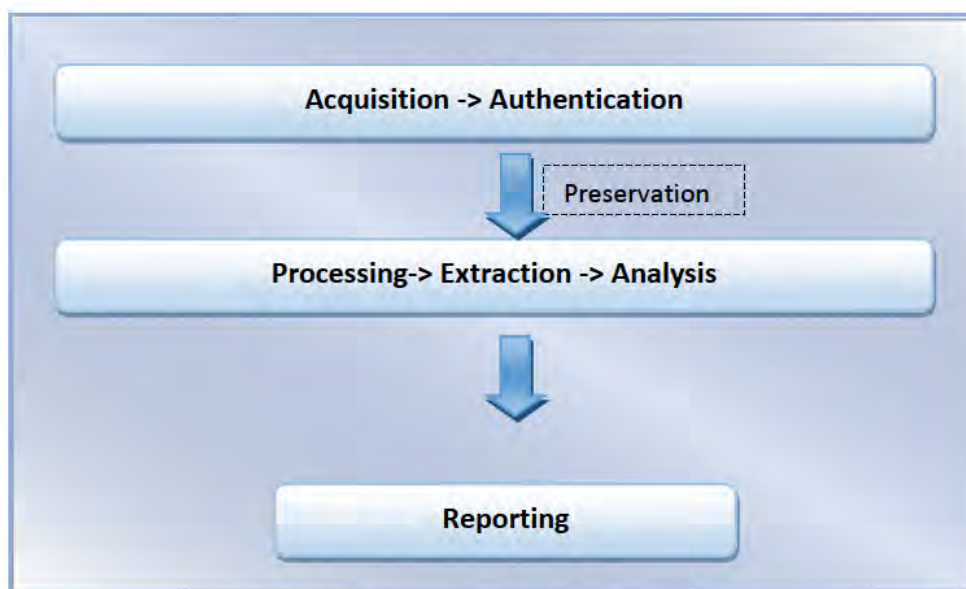 Acquisition -> Authentication
Preservation
Processing-> Extraction -> Analysis
Reporting